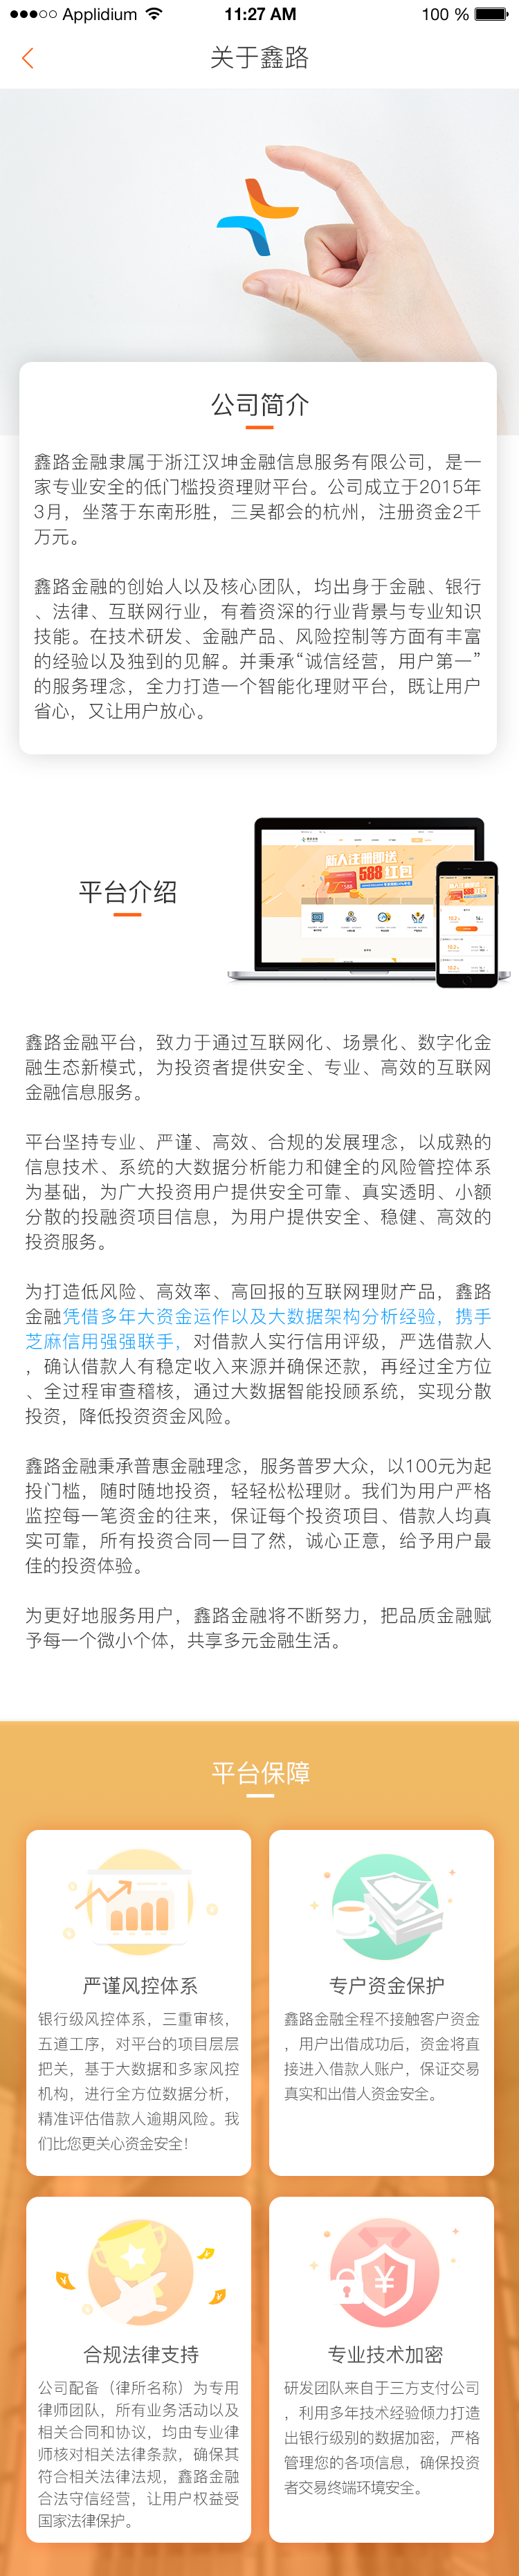 Applidium
11:27 AM
100 %
关于鑫路
公司简介
鑫路金融隶属于浙江汉坤金融信息服务有限公司，是一
家专业安全的低门槛投资理财平台。公司成立于2015年
3月，坐落于东南形胜，三吴都会的杭州，注册资金2千
万元。
鑫路金融的创始人以及核心团队，均出身于金融、银行
、法律、互联网行业，有着资深的行业背景与专业知识
技能。在技术研发、金融产品、风险控制等方面有丰富
的经验以及独到的见解。并秉承“诚信经营，用户第一”
的服务理念，全力打造一个智能化理财平台，既让用户
省心，又让用户放心。
平台介绍
新人注册即送
588 红包
鑫路金融平台，致力于通过互联网化、场景化、数字化金
融生态新模式，为投资者提供安全、专业、高效的互联网
金融信息服务。
平台坚持专业、严谨、高效、合规的发展理念，以成熟的
信息技术、系统的大数据分析能力和健全的风险管控体系
为基础，为广大投资用户提供安全可靠、真实透明、小额
分散的投融资项目信息，为用户提供安全、稳健、高效的
投资服务。
为打造低风险、高效率、高回报的互联网理财产品，鑫路
金融凭借多年大资金运作以及大数据架构分析经验，携手
芝麻信用强强联手，对借款人实行信用评级，严选借款人
，确认借款人有稳定收入来源并确保还款，再经过全方位
、全过程审查稽核，通过大数据智能投顾系统，实现分散
投资，降低投资资金风险。
鑫路金融秉承普惠金融理念，服务普罗大众，以100元为起
投门槛，随时随地投资，轻轻松松理财。我们为用户严格
监控每一笔资金的往来，保证每个投资项目、借款人均真
实可靠，所有投资合同一目了然，诚心正意，给予用户最
佳的投资体验。
为更好地服务用户，鑫路金融将不断努力，把品质金融赋
予每一个微小个体，共享多元金融生活。
平台保障
严谨风控体系
银行级风控体系，三重审核，
五道工序，对平台的项目层层
把关，基于大数据和多家风控
机构，进行全方位数据分析，
精准评估借款人逾期风险。我
们比您更关心资金安全！
专户资金保护
鑫路金融全程不接触客户资金
，用户出借成功后，资金将直
接进入借款人账户，保证交易
真实和出借人资金安全。
合规法律支持
公司配备（律所名称）为专用
律师团队，所有业务活动以及
相关合同和协议，均由专业律
师核对相关法律条款，确保其
符合相关法律法规，鑫路金融
合法守信经营，让用户权益受
国家法律保护。
专业技术加密
研发团队来自于三方支付公司
，利用多年技术经验倾力打造
出银行级别的数据加密，严格
管理您的各项信息，确保投资
者交易终端环境安全。